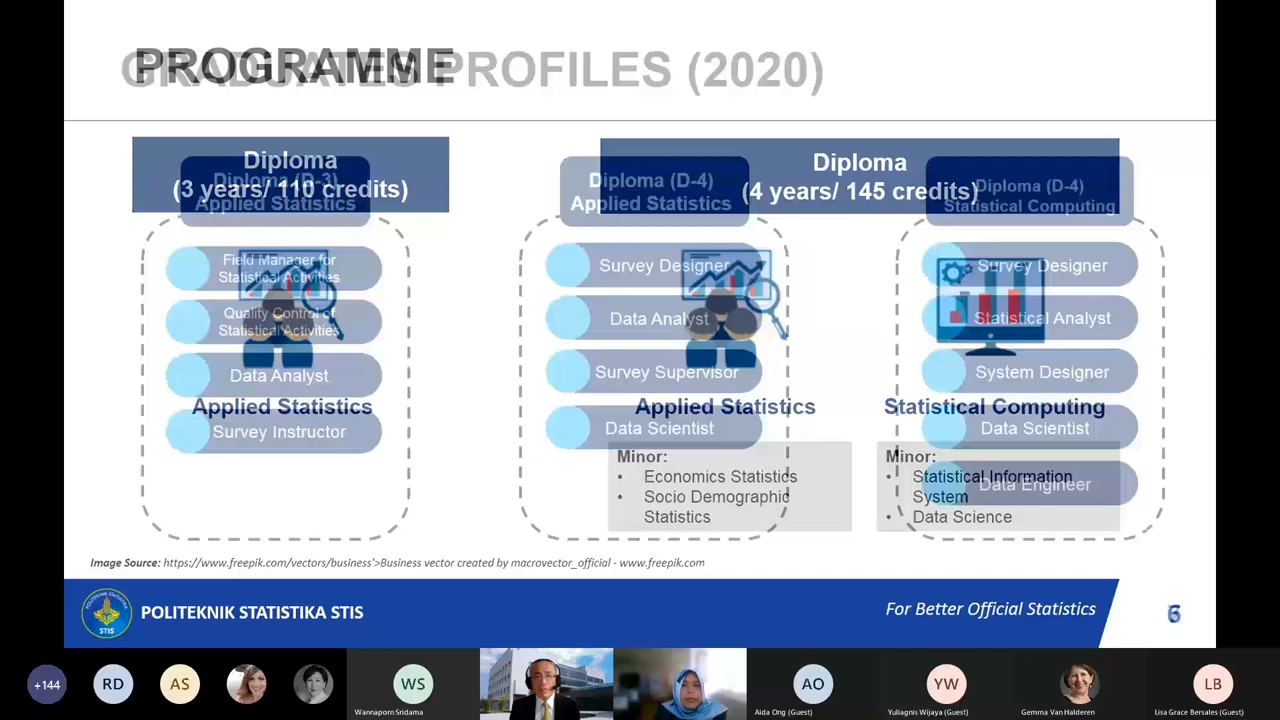 PROGRAMME
GRADUATES PROFILES (2020)
Diploma
(3 years/ 110 credits)
Diploma (D-3)
Applied Statistics
Field Manager for
Statistical Activities
Quality Control of
Statistical Activities
Data Analyst
Applied Statistics
Survey Instructor
Diploma
(4 years/ 145 credits)
Diploma (D-4)
Applied Statistics
Survey Designer
Data Analyst
Survey Supervisor
Applied Statistics
Data Scientist
Minor:
• Economics Statistics
• Socio Demographic
Statistics
Diploma (D-4)
Statistical Computing
Survey Designer
Statistical Analyst
System Designer
Statistical Computing
Data Scientist
Minor:
• Statistical Information
System
• Data Science
Data Engineer
Image Source: https://www.freepik.com/vectors/business'>Business vector created by macrovector_official - www.freepik.com
POLITEKNIK STATISTIKA
STIS
POLITEKNIK STATISTIKA STIS
For Better Official Statistics
+144
RD
AS
WS
Wannaporn Sridama
AO
Aida Ong (Guest)
YW
Yuliagnis Wijaya (Guest)
Gemma Van Halderen
LB
Lisa Grace Bersales (Guest)